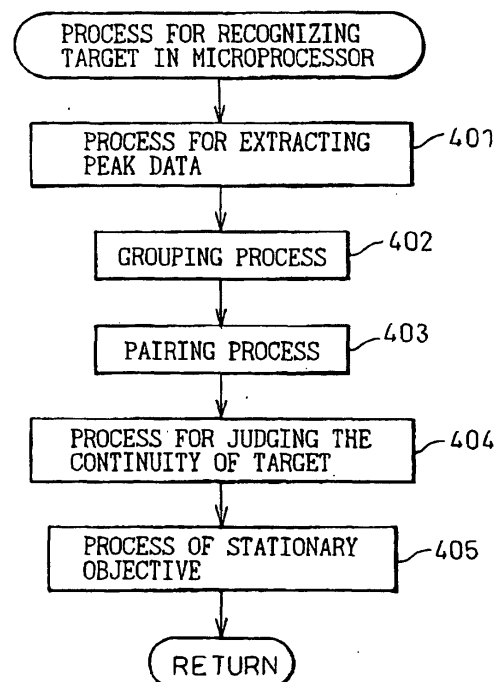 PROCESS FOR RECOGNIZING
TARGET IN MICROPROCESSOR
PROCESS FOR EXTRACTING
PEAK DATA
401
GROUPING PROCESS
402
PAIRING PROCESS
403
PROCESS FOR JUDGING THE
CONTINUITY OF TARGET
404
PROCESS OF STATIONARY
OBJECTIVE
405
RETURN